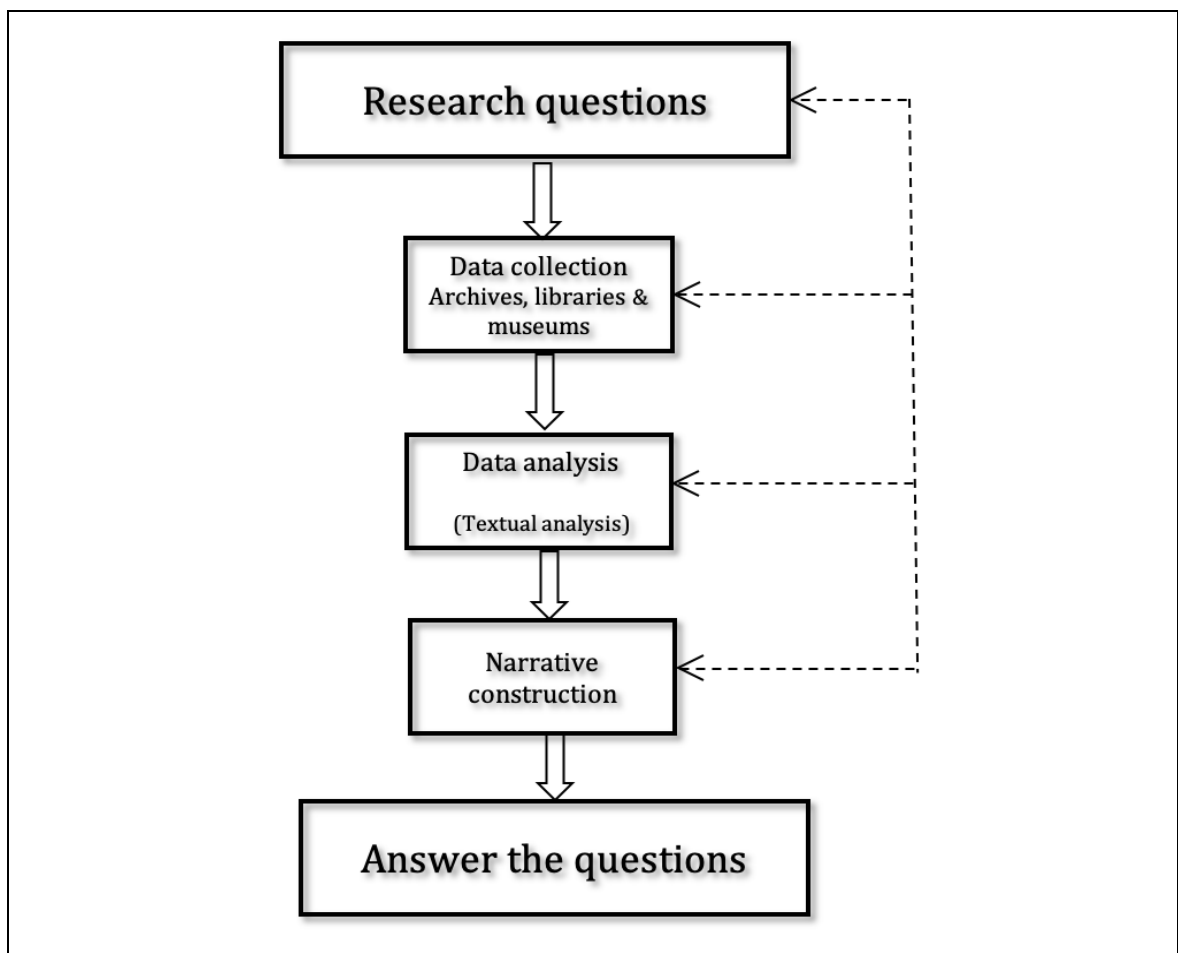 Research questions
Data collection
Archives, libraries &
museums
Data analysis
(Textual analysis)
Narrative
construction
Answer the questions